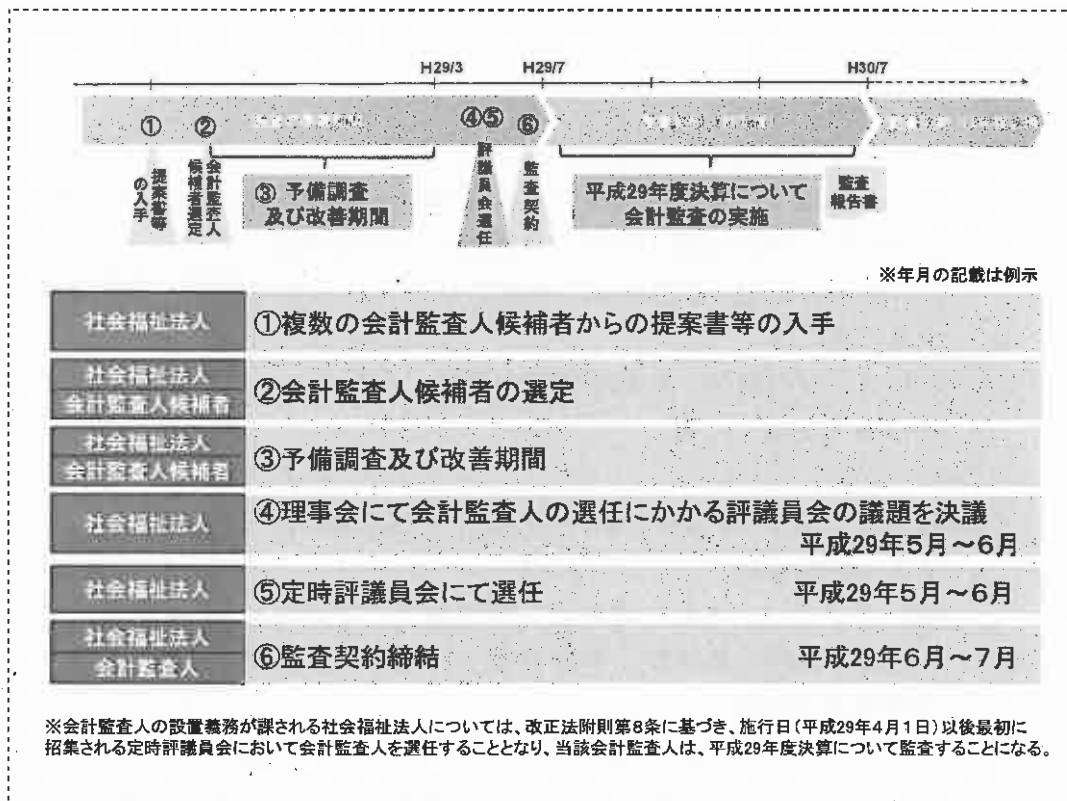 H29/3 H29/7 H30/7
① ② ④⑤ ⑥
提案書等の入手
会計監査人候補者選定
③ 予備調査
及び改善期間
評議員会選任
監査契約
平成29年度決算について
会計監査の実施
監査
報告書
※年月の記載は例示
社会福祉法人
①複数の会計監査人候補者からの提案書等の入手
社会福祉法人
会計監査人候補者
②会計監査人候補者の選定
社会福祉法人
会計監査人候補者
③予備調査及び改善期間
社会福祉法人
④理事会にて会計監査人の選任にかかる評議員会の議題を決議
平成29年5月～6月
社会福祉法人
⑤定時評議員会にて選任 平成29年5月～6月
社会福祉法人
会計監査人
⑥監査契約締結 平成29年6月～7月
※会計監査人の設置義務が課される社会福祉法人については、改正法附則第8条に基づき、施行日(平成29年4月1日)以後最初に
招集される定時評議員会において会計監査人を選任することとなり、当該会計監査人は、平成29年度決算について監査することになる。